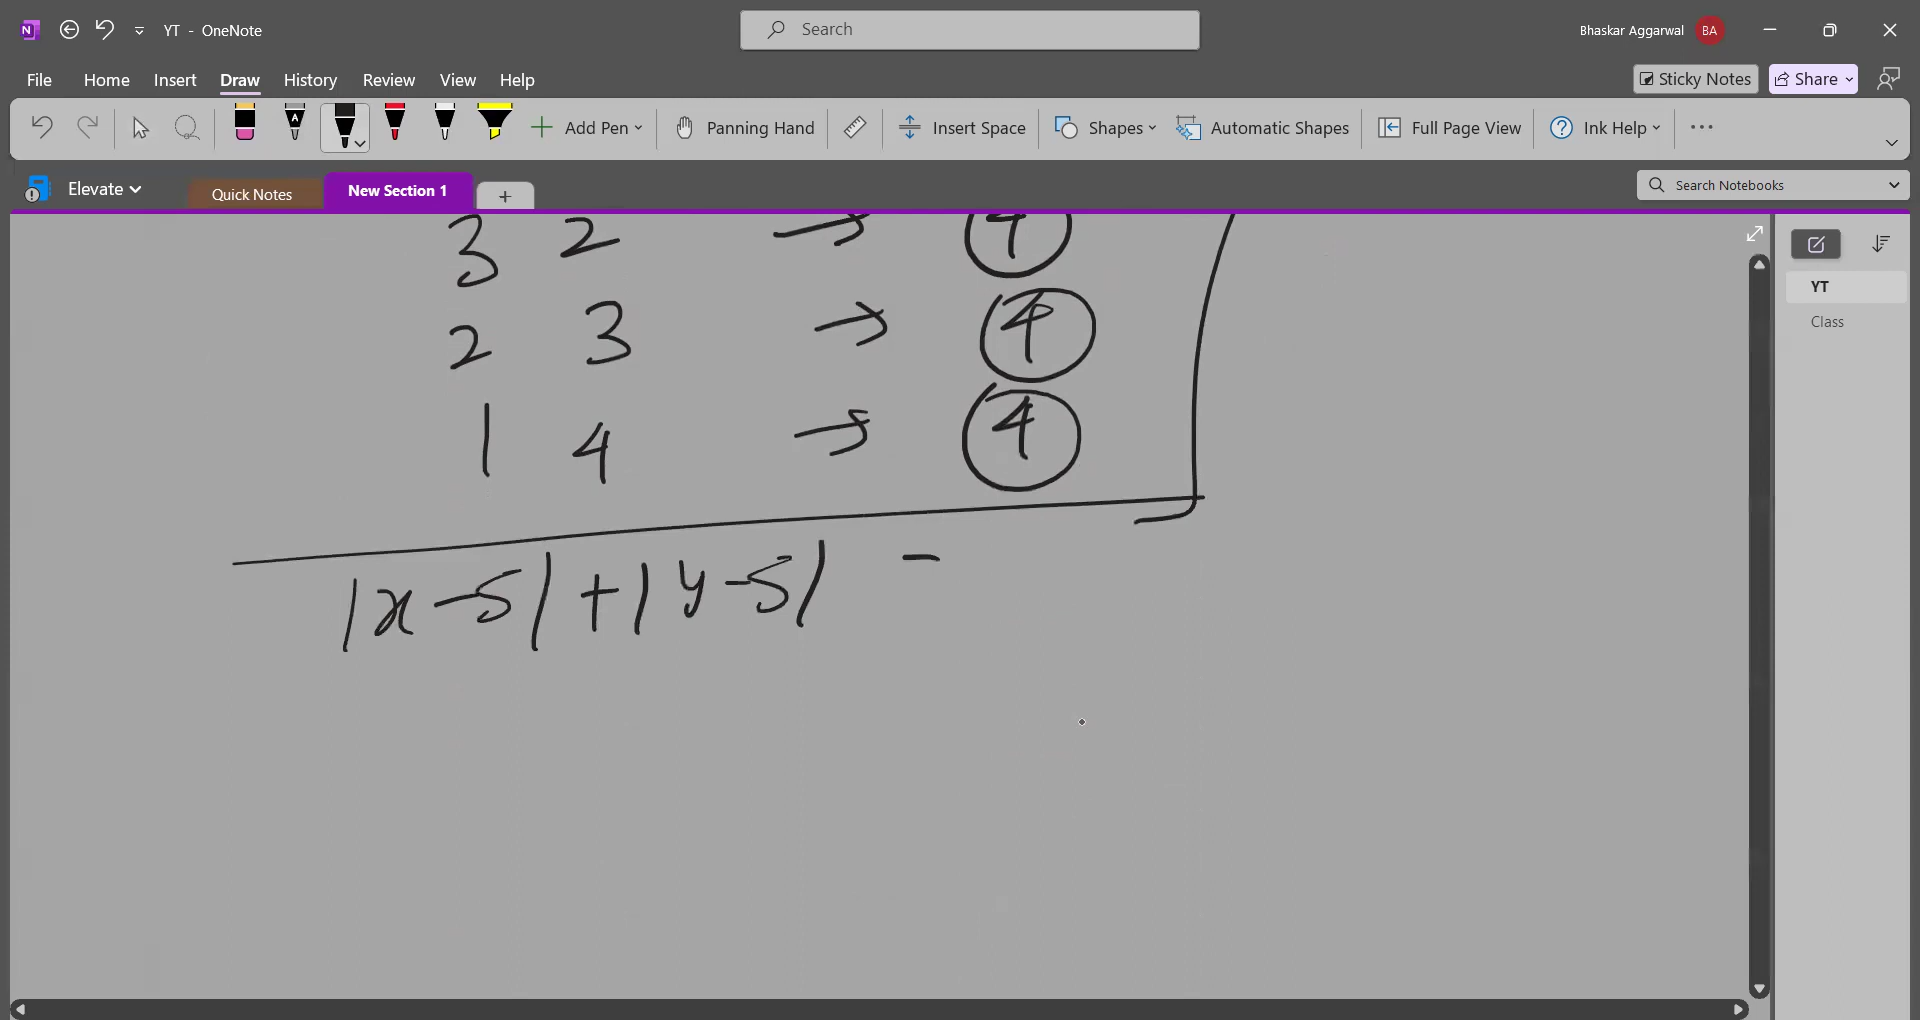 YT - OneNote
Search
Bhaskar Aggarwal BA
File Home Insert Draw History Review View Help
Sticky Notes Share
A Add Pen Panning Hand Insert Space Shapes Automatic Shapes Full Page View Ink Help
Elevate Quick Notes New Section 1 +
Search Notebooks
YT
Class
3 2 → 4
2 3 → 4
1 4 → 4
|x-5| + |y-5| -